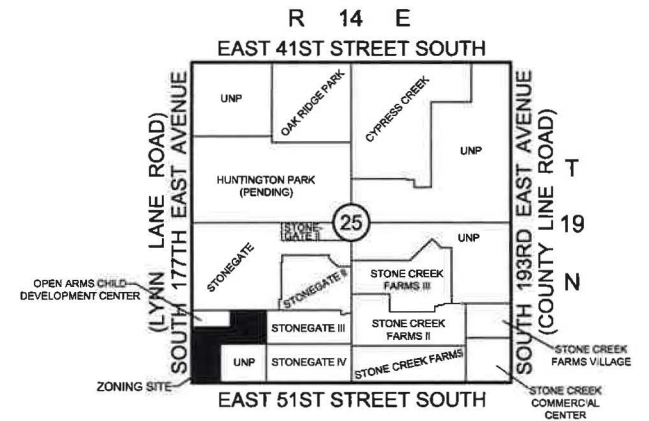 R 14 E
EAST 41ST STREET SOUTH
UNP
OAK RIDGE PARK
CYPRESS CREEK
UNP
HUNTINGTON PARK
(PENDING)
SOUTH 177TH EAST AVENUE
(LYNN LANE ROAD)
SOUTH 193RD EAST AVENUE
(COUNTY LINE ROAD)
T
19
N
25
STONE-
GATE II
UNP
STONEGATE
STONEGATE II
STONE CREEK
FARMS III
OPEN ARMS CHILD
DEVELOPMENT CENTER
STONEGATE III
STONE CREEK
FARMS II
UNP
STONEGATE IV
STONE CREEK FARMS
STONE CREEK
FARMS VILLAGE
ZONING SITE
STONE CREEK
COMMERCIAL
CENTER
EAST 51ST STREET SOUTH